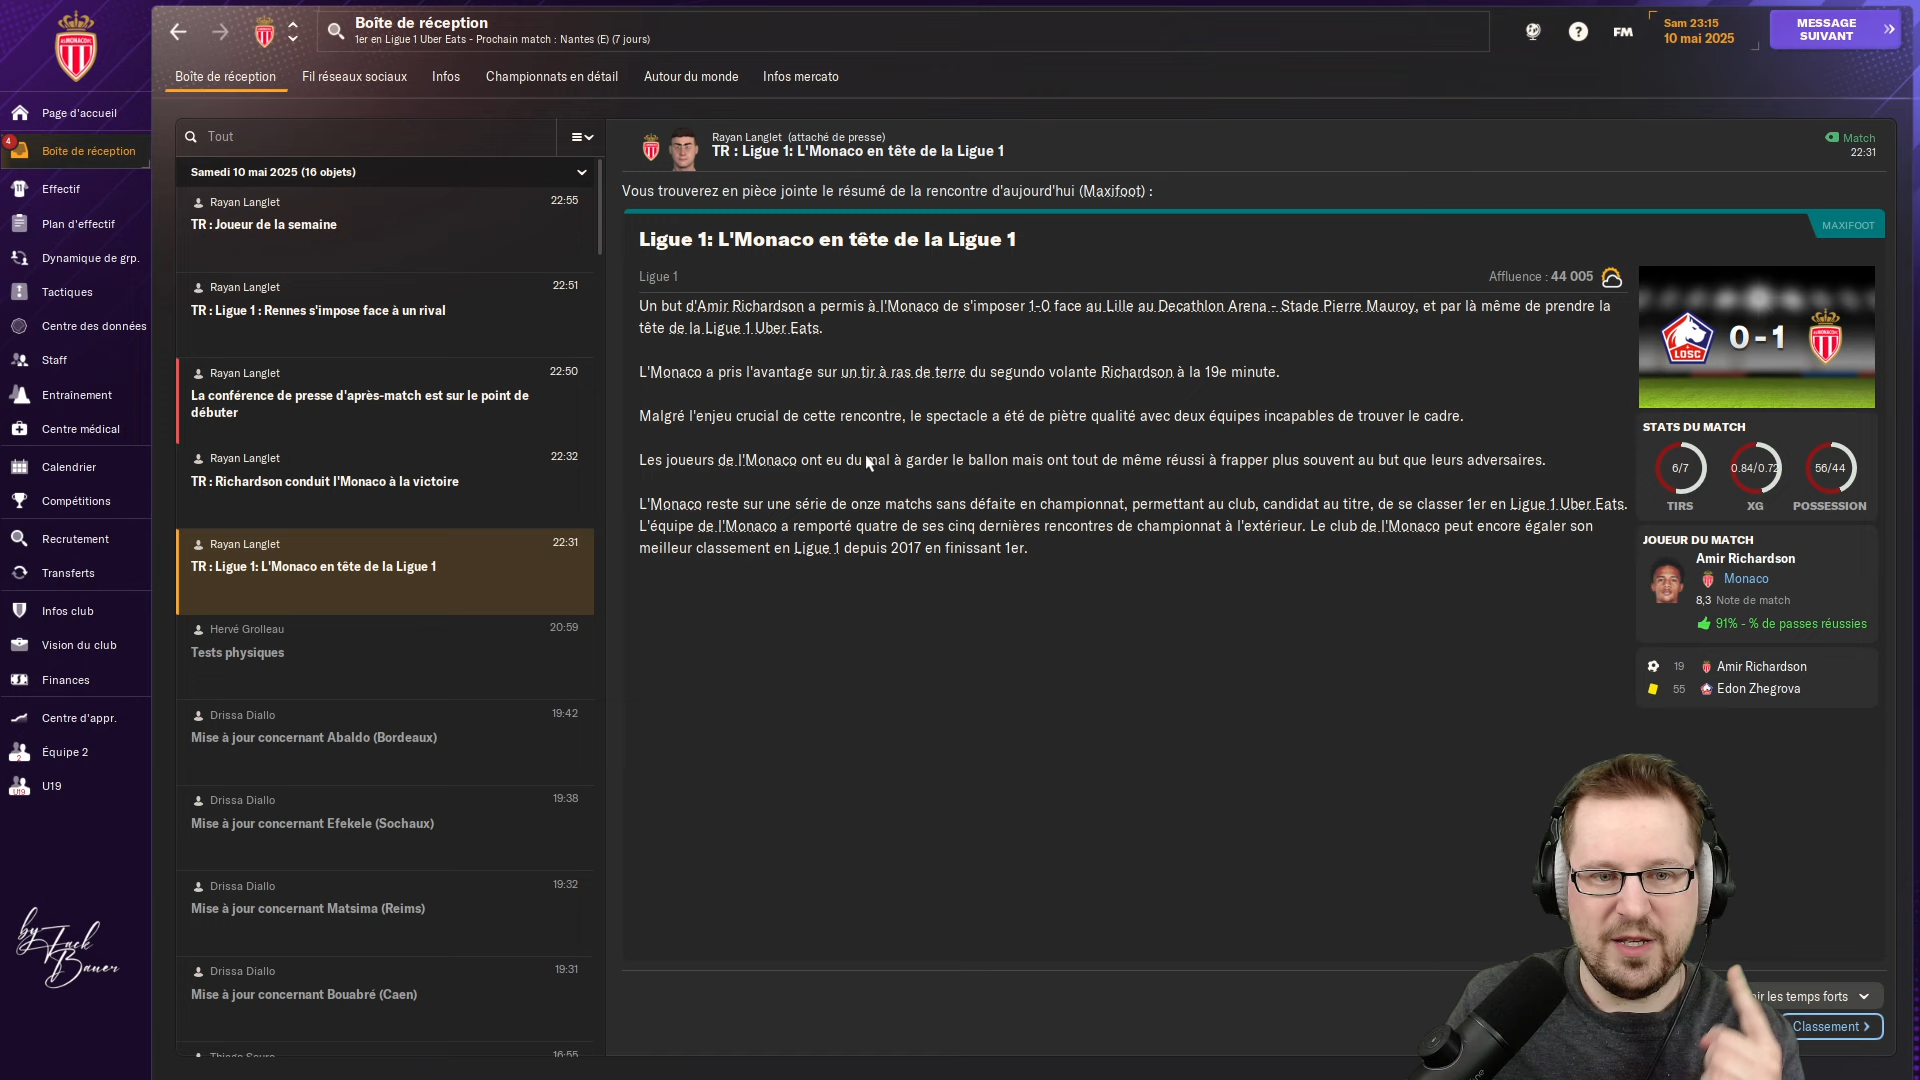 Boîte de réception
1er en Ligue 1 Uber Eats - Prochain match : Nantes (E) (7 jours)
FM
Sam 23:15
10 mai 2025
MESSAGE
SUIVANT
Boîte de réception
Fil réseaux sociaux
Infos
Championnats en détail
Autour du monde
Infos mercato
Page d'accueil
4
Boîte de réception
Effectif
Plan d'effectif
Dynamique de grp.
Tactiques
Centre des données
Staff
Entraînement
Centre médical
Calendrier
Compétitions
Recrutement
Transferts
Infos club
Vision du club
Finances
Centre d'appr.
2
Équipe 2
U19
U19
by Jack
Bauer
Tout
Samedi 10 mai 2025 (16 objets)
Rayan Langlet 22:55
TR : Joueur de la semaine
Rayan Langlet 22:51
TR : Ligue 1 : Rennes s'impose face à un rival
Rayan Langlet 22:50
La conférence de presse d'après-match est sur le point de
débuter
Rayan Langlet 22:32
TR : Richardson conduit l'Monaco à la victoire
Rayan Langlet 22:31
TR : Ligue 1: L'Monaco en tête de la Ligue 1
Hervé Grolleau 20:59
Tests physiques
Drissa Diallo 19:42
Mise à jour concernant Abaldo (Bordeaux)
Drissa Diallo 19:38
Mise à jour concernant Efekele (Sochaux)
Drissa Diallo 19:32
Mise à jour concernant Matsima (Reims)
Drissa Diallo 19:31
Mise à jour concernant Bouabré (Caen)
16:55
Rayan Langlet (attaché de presse)
TR : Ligue 1: L'Monaco en tête de la Ligue 1
Match
22:31
Vous trouverez en pièce jointe le résumé de la rencontre d'aujourd'hui (Maxifoot) :
MAXIFOOT
Ligue 1: L'Monaco en tête de la Ligue 1
Ligue 1
Affluence : 44 005
Un but d'Amir Richardson a permis à l'Monaco de s'imposer 1-0 face au Lille au Decathlon Arena - Stade Pierre Mauroy, et par là même de prendre la
tête de la Ligue 1 Uber Eats.
L'Monaco a pris l'avantage sur un tir à ras de terre du segundo volante Richardson à la 19e minute.
Malgré l'enjeu crucial de cette rencontre, le spectacle a été de piètre qualité avec deux équipes incapables de trouver le cadre.
Les joueurs de l'Monaco ont eu du mal à garder le ballon mais ont tout de même réussi à frapper plus souvent au but que leurs adversaires.
L'Monaco reste sur une série de onze matchs sans défaite en championnat, permettant au club, candidat au titre, de se classer 1er en Ligue 1 Uber Eats.
L'équipe de l'Monaco a remporté quatre de ses cinq dernières rencontres de championnat à l'extérieur. Le club de l'Monaco peut encore égaler son
meilleur classement en Ligue 1 depuis 2017 en finissant 1er.
LOSC
0 - 1
STATS DU MATCH
6/7
0.84/0.72
56/44
TIRS
XG
POSSESSION
JOUEUR DU MATCH
Amir Richardson
Monaco
8,3 Note de match
91% - % de passes réussies
19 Amir Richardson
55 Edon Zhegrova
les temps forts
Classement